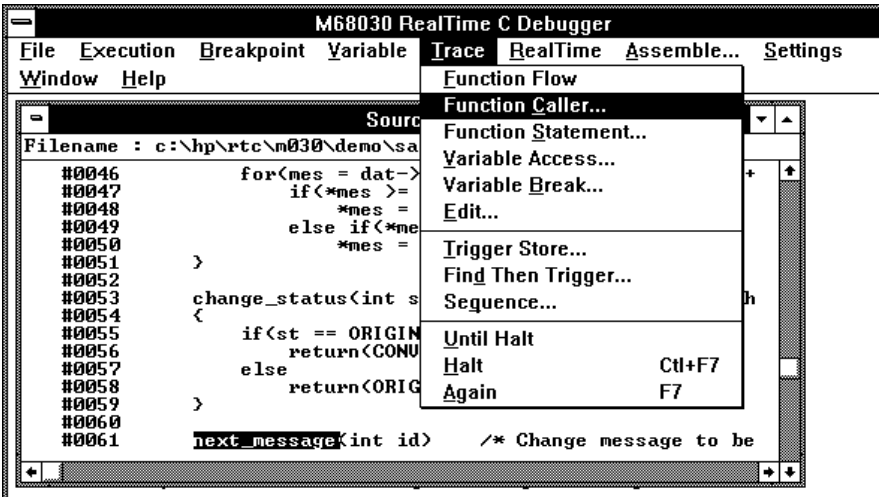 M68030 RealTime C Debugger
File Execution Breakpoint Variable Trace RealTime Assemble... Settings
Window Help
Function Flow
Function Caller...
Function Statement...
Variable Access...
Variable Break...
Edit...
Trigger Store...
Find Then Trigger...
Sequence...
Until Halt
Halt Ctl+F7
Again F7
Sourc
Filename : c:\hp\rtc\m030\demo\sa
#0046 for(mes = dat-> +
#0047 if(*mes >=
#0048 *mes =
#0049 else if(*me
#0050 *mes =
#0051 }
#0052
#0053 change_status(int s h
#0054 {
#0055 if(st == ORIGIN
#0056 return(CONV
#0057 else
#0058 return(ORIG
#0059 }
#0060
#0061 next_message(int id) /* Change message to be